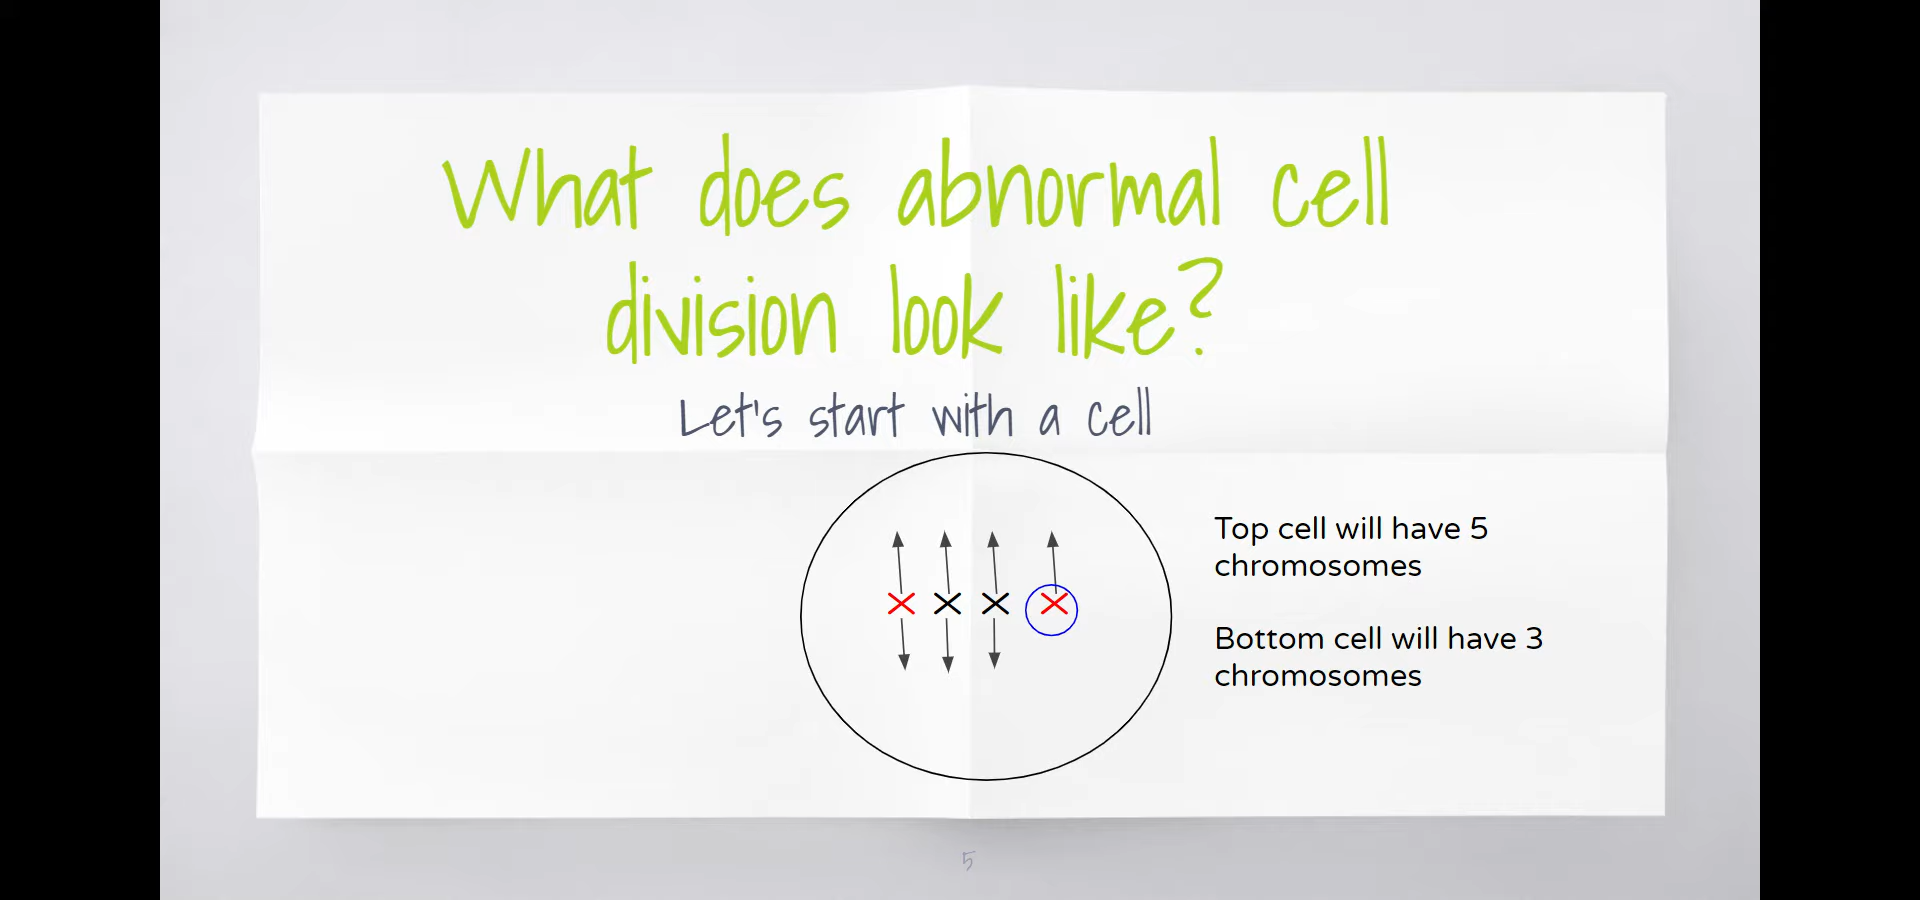 What does abnormal cell
division look like?
Let's start with a cell
Top cell will have 5
chromosomes
Bottom cell will have 3
chromosomes
5